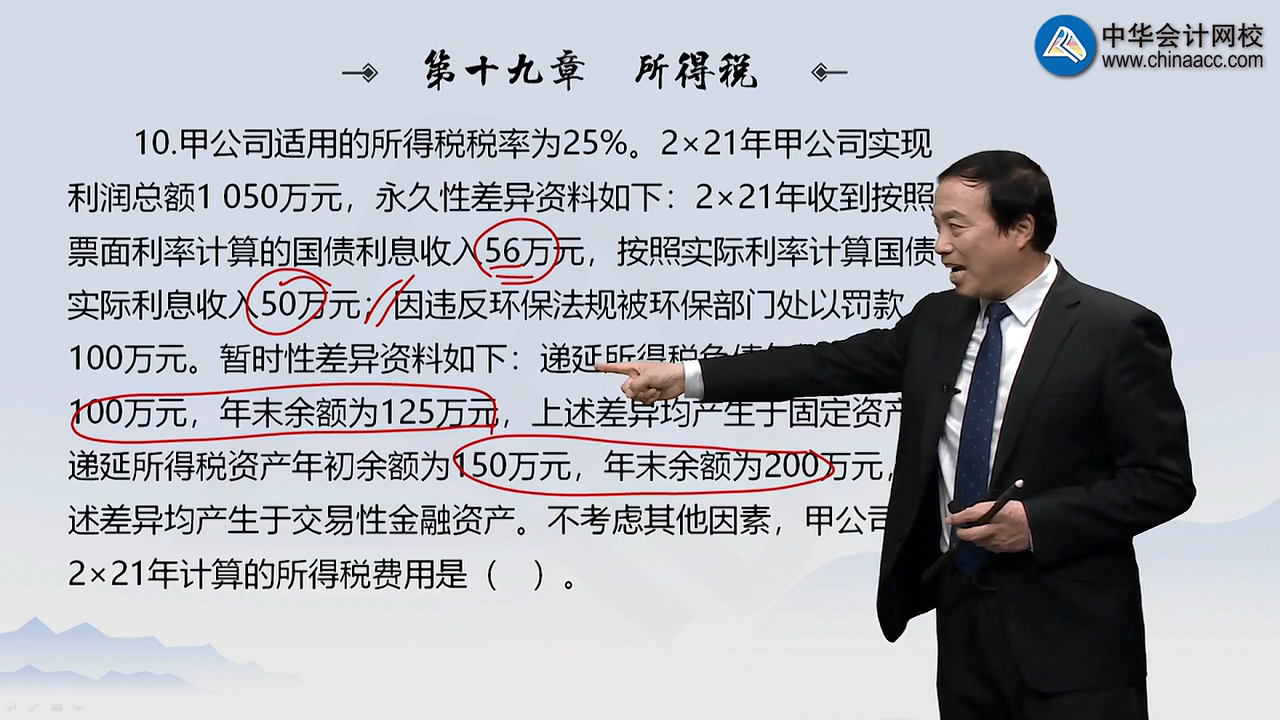 中华会计网校
www.chinaacc.com
第十九章 所得税
10.甲公司适用的所得税税率为25%。2×21年甲公司实现
利润总额1 050万元，永久性差异资料如下：2×21年收到按照
票面利率计算的国债利息收入56万元，按照实际利率计算国债
实际利息收入50万元；因违反环保法规被环保部门处以罚款
100万元。暂时性差异资料如下：递延所得税负债
100万元，年末余额为125万元，上述差异均产生于固定资产
递延所得税资产年初余额为150万元，年末余额为200万元，
述差异均产生于交易性金融资产。不考虑其他因素，甲公司
2×21年计算的所得税费用是（ ）。